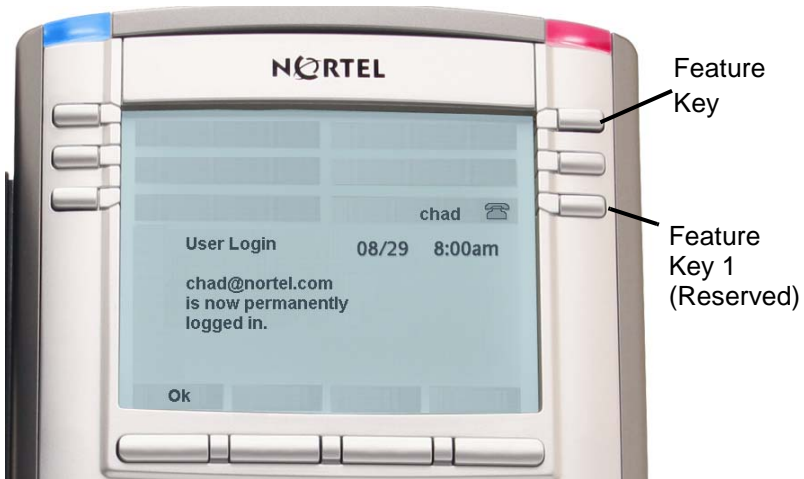 NORTEL
Feature
Key
chad
User Login
08/29 8:00am
chad@nortel.com
is now permanently
logged in.
Feature
Key 1
(Reserved)
Ok